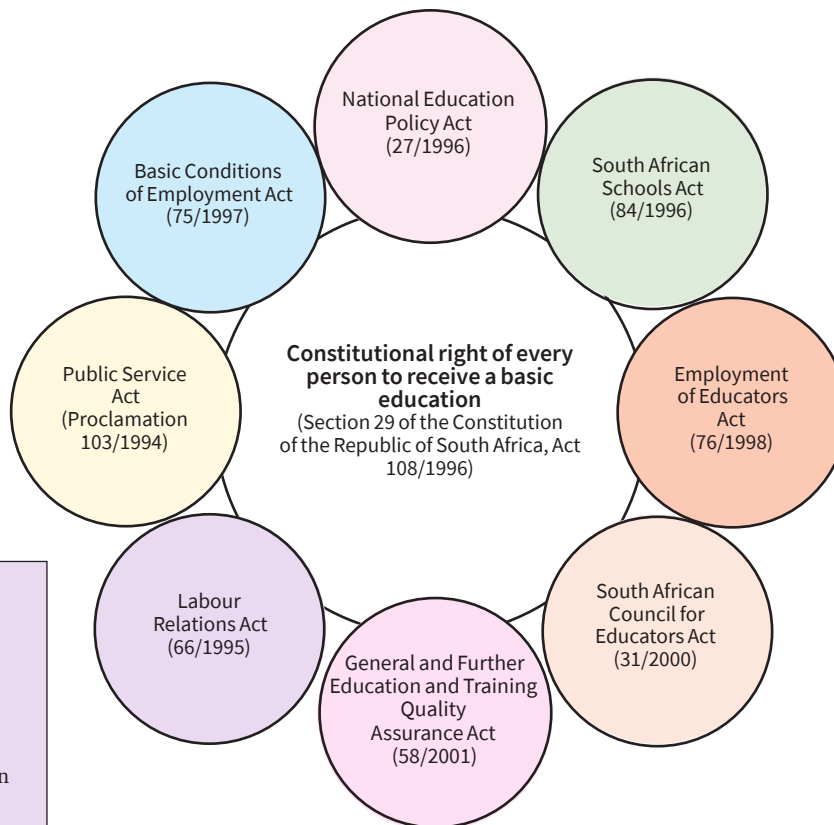 National Education
Policy Act
(27/1996)
South African
Schools Act
(84/1996)
Employment
of Educators
Act
(76/1998)
South African
Council for
Educators Act
(31/2000)
General and Further
Education and Training
Quality
Assurance Act
(58/2001)
Labour
Relations Act
(66/1995)
Public Service
Act
(Proclamation
103/1994)
Basic Conditions
of Employment Act
(75/1997)
Constitutional right of every
person to receive a basic
education
(Section 29 of the Constitution
of the Republic of South Africa, Act
108/1996)
n